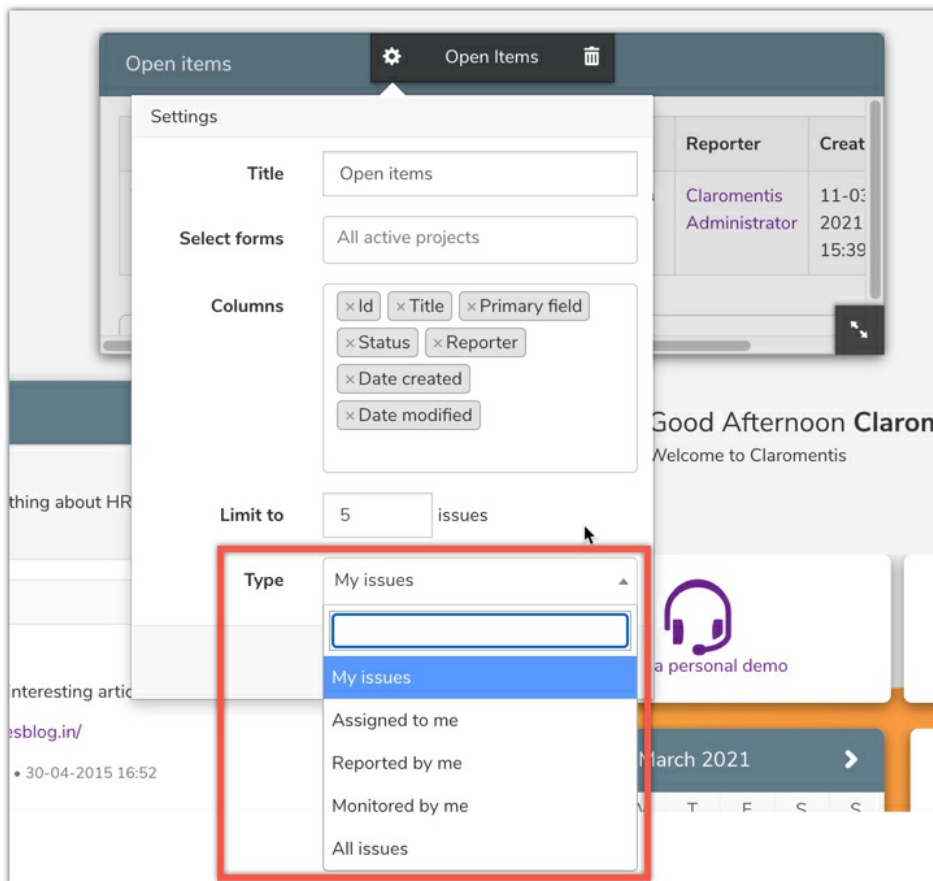 Open items
Open Items
Settings
Reporter
Creat
Title
Open items
Claromentis
Administrator
11-03
2021
15:39
Select forms
All active projects
Columns
×Id ×Title ×Primary field
×Status ×Reporter
×Date created
×Date modified
Good Afternoon Clarom
Welcome to Claromentis
thing about HR
Limit to 5 issues
Type My issues
My issues
Assigned to me
Reported by me
Monitored by me
All issues
a personal demo
nteresting artic
esblog.in/
• 30-04-2015 16:52
March 2021
T F S S